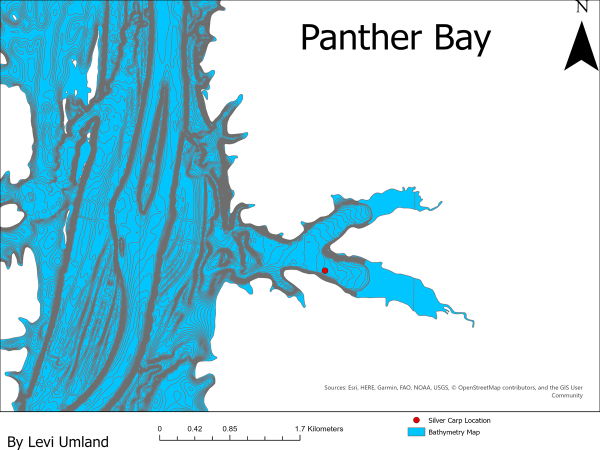 N
Panther Bay
Sources: Esri, HERE, Garmin, FAO, NOAA, USGS, © OpenStreetMap contributors, and the GIS User
Community
0 0.42 0.85 1.7 Kilometers
Silver Carp Location
Bathymetry Map
By Levi Umland